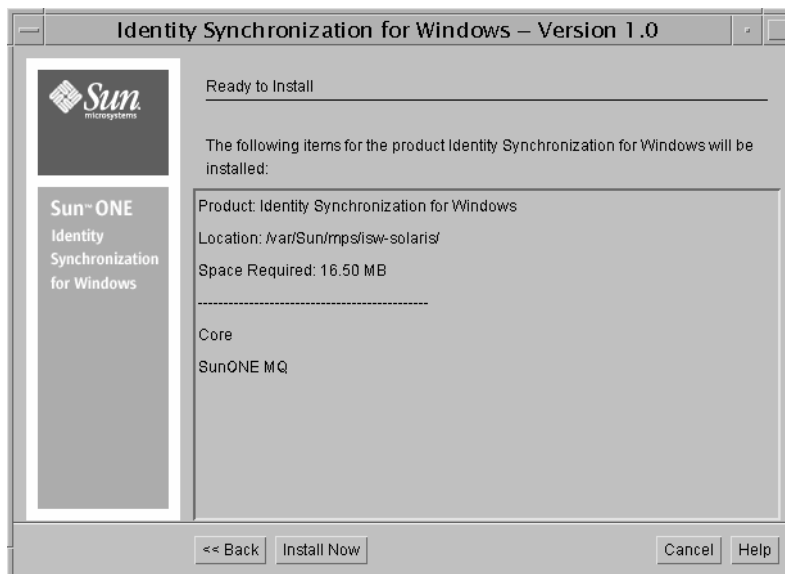 Identity Synchronization for Windows – Version 1.0
Sun
microsystems
Sun™ ONE
Identity
Synchronization
for Windows
Ready to Install
The following items for the product Identity Synchronization for Windows will be
installed:
Product: Identity Synchronization for Windows
Location: /var/Sun/mps/isw-solaris/
Space Required: 16.50 MB
---------------------------------------------
Core
SunONE MQ
<< Back
Install Now
Cancel
Help